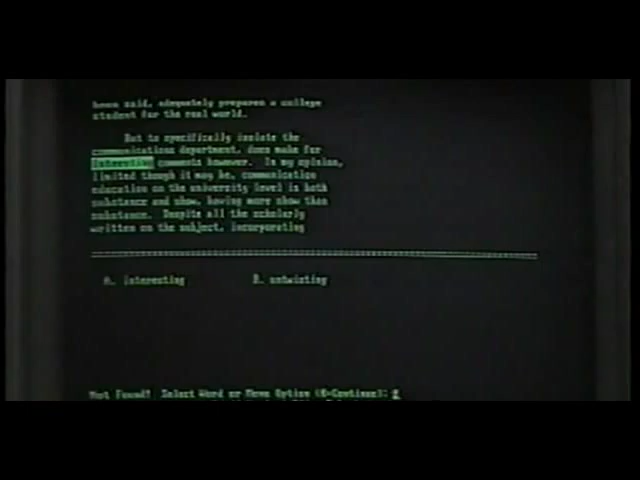 been said, adequately prepares a college
student for the real world.
But to specifically isolate the
communications department, does make for
comments however. In my opinion,
limited though it may be, communication
education on the university level is both
substance and show, having more show than
substance. Despite all the scholarly
written on the subject, incorporating
A. interesting B. entwisting
Not Found! Select Word or Menu Option (0=Continue):